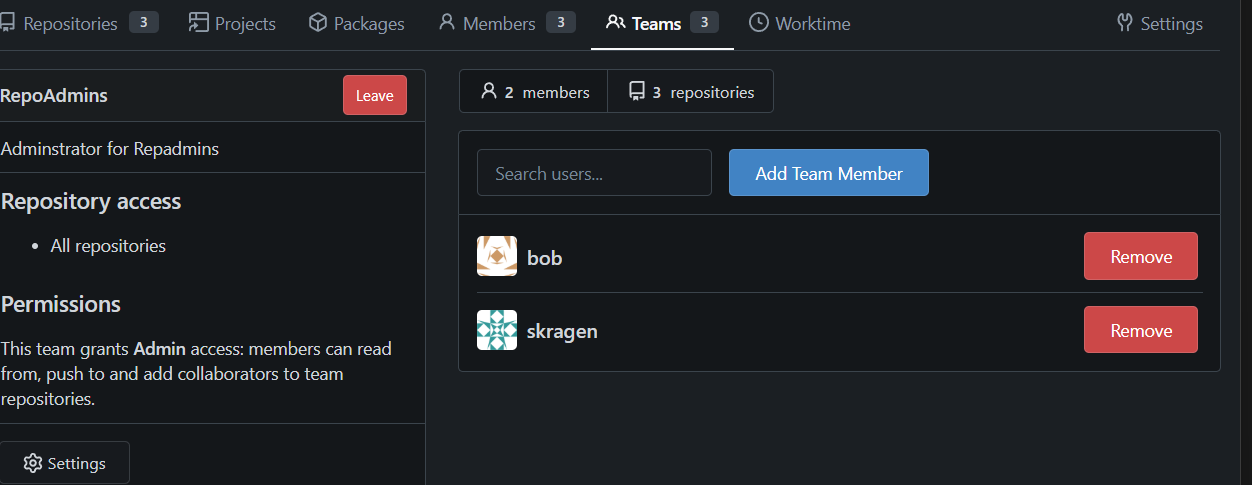 Repositories 3 Projects Packages Members 3 Teams 3 Worktime Settings
RepoAdmins Leave
Adminstrator for Repadmins
Repository access
• All repositories
Permissions
This team grants Admin access: members can read
from, push to and add collaborators to team
repositories.
Settings
2 members 3 repositories
Search users... Add Team Member
bob Remove
skragen Remove